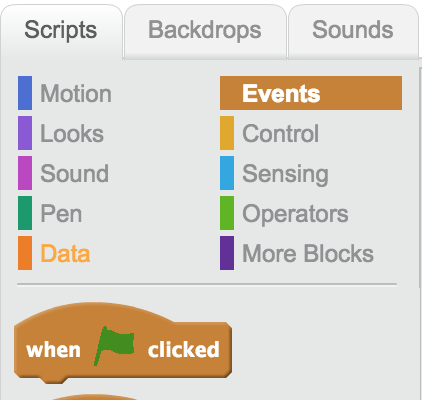 Scripts Backdrops Sounds
Motion Events
Looks Control
Sound Sensing
Pen Operators
Data More Blocks
when clicked